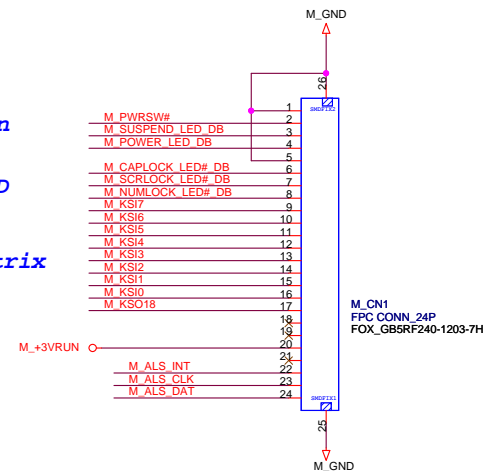 M_GND
26
SMDFIX2
1
M_PWRSW# 2
M_SUSPEND_LED_DB 3
M_POWER_LED_DB 4
5
M_CAPLOCK_LED#_DB 6
M_SCRLOCK_LED#_DB 7
M_NUMLOCK_LED#_DB 8
M_KSI7 9
M_KSI6 10
M_KSI5 11
M_KSI4 12
M_KSI3 13
M_KSI2 14
M_KSI1 15
M_KSI0 16
M_KSO18 17
18
19
M_+3VRUN 20
21
M_ALS_INT 22
M_ALS_CLK 23
M_ALS_DAT 24
M_CN1
FPC CONN_24P
FOX_GB5RF240-1203-7H
SMDFIX1
25
M_GND